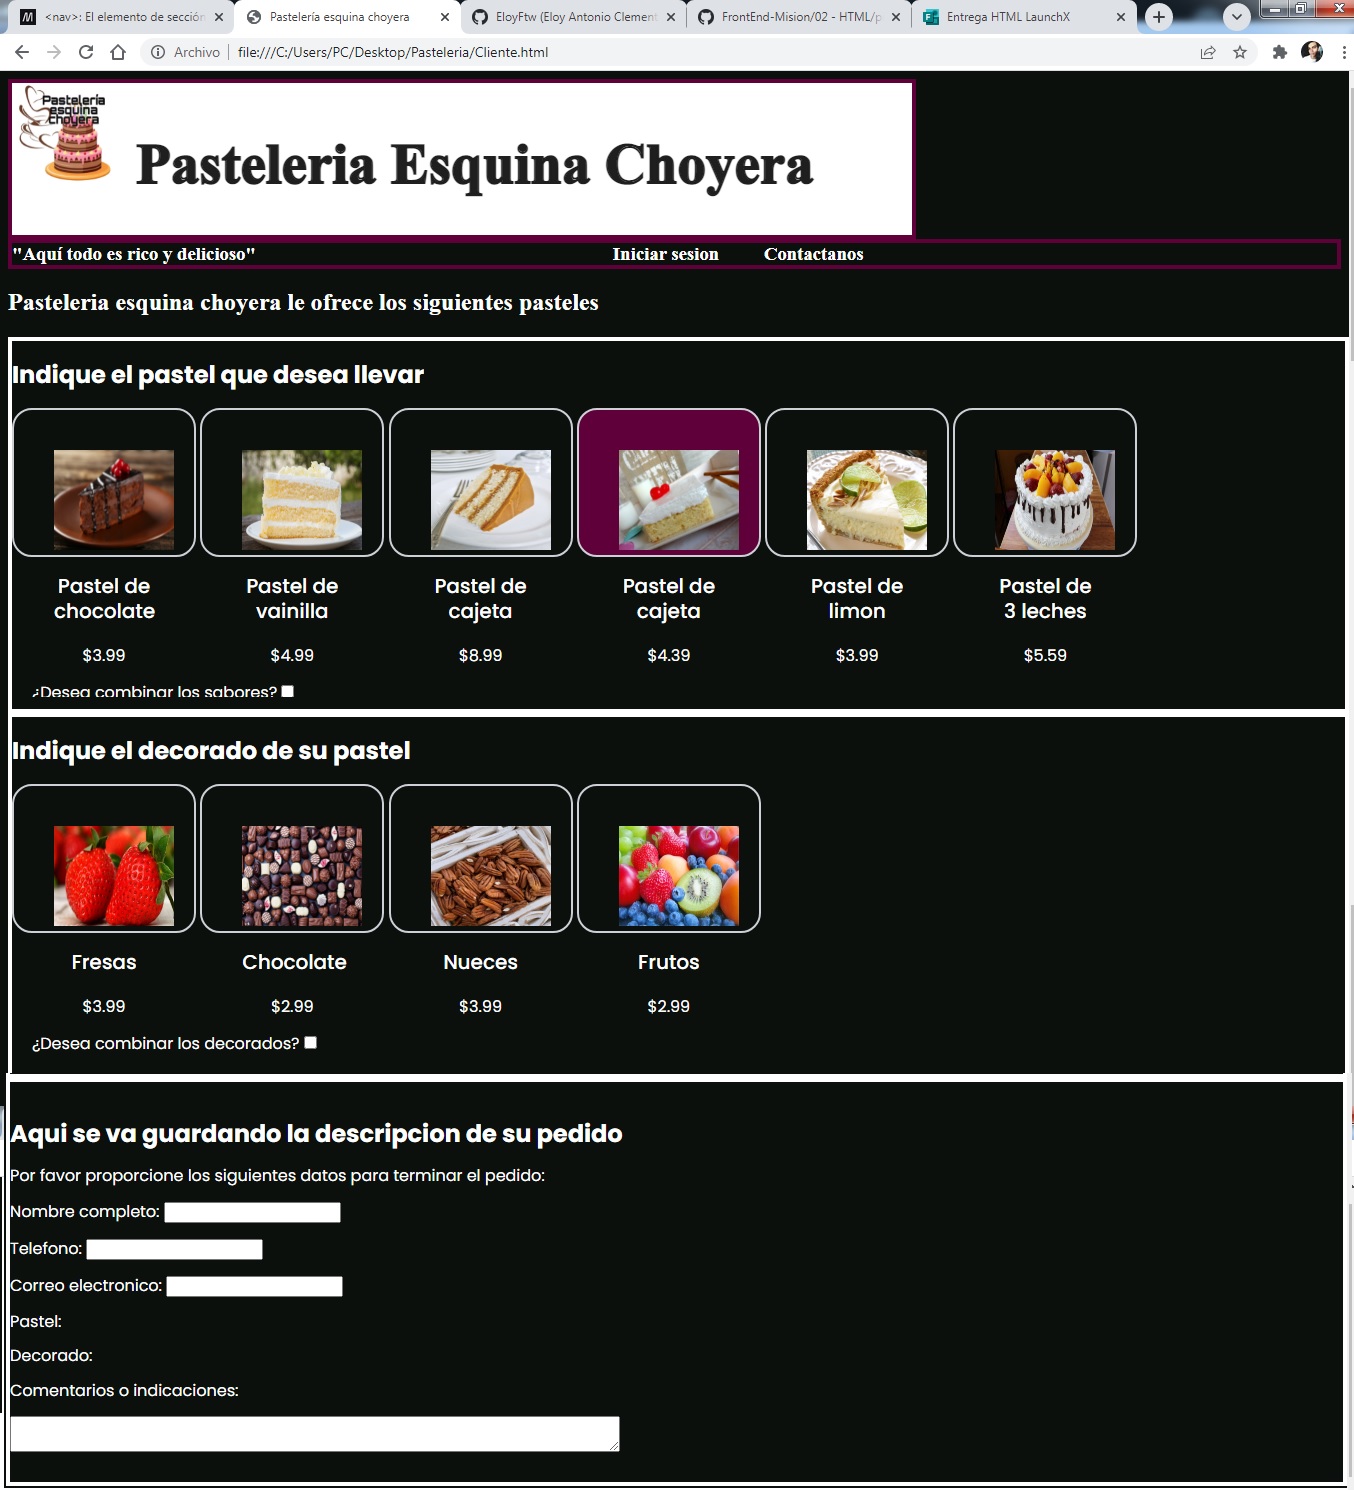 <nav>: El elemento de sección
Pastelería esquina choyera
EloyFtw (Eloy Antonio Clement
FrontEnd-Mision/02 - HTML/p
Entrega HTML LaunchX
Archivo
file:///C:/Users/PC/Desktop/Pasteleria/Cliente.html
Pastelería
esquina
Choyera
Pasteleria Esquina Choyera
"Aquí todo es rico y delicioso" Iniciar sesion Contactanos
Pasteleria esquina choyera le ofrece los siguientes pasteles
Indique el pastel que desea llevar
Pastel de
chocolate
Pastel de
vainilla
Pastel de
cajeta
Pastel de
cajeta
Pastel de
limon
Pastel de
3 leches
$3.99 $4.99 $8.99 $4.39 $3.99 $5.59
¿Desea combinar los sabores?
Indique el decorado de su pastel
Fresas Chocolate Nueces Frutos
$3.99 $2.99 $3.99 $2.99
¿Desea combinar los decorados?
Aqui se va guardando la descripcion de su pedido
Por favor proporcione los siguientes datos para terminar el pedido:
Nombre completo:
Telefono:
Correo electronico:
Pastel:
Decorado:
Comentarios o indicaciones: